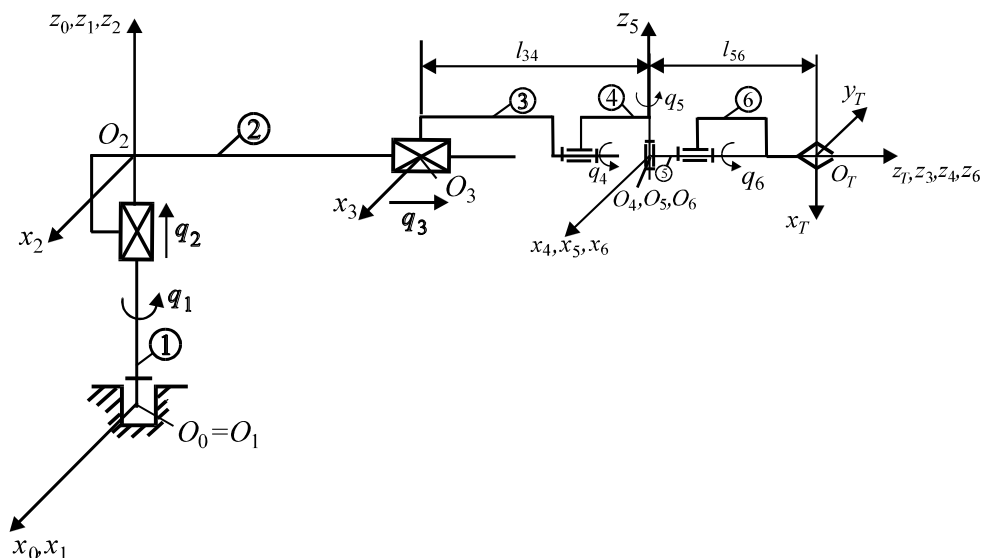 z0,z1,z2
z5
l34
l56
yT
3
4
q5
6
O2
2
O3
x3
q3
q4
5
q6
OT
zT,z3,z4,z6
O4,O5,O6
xT
x4,x5,x6
x2
q2
q1
1
O0=O1
x0,x1